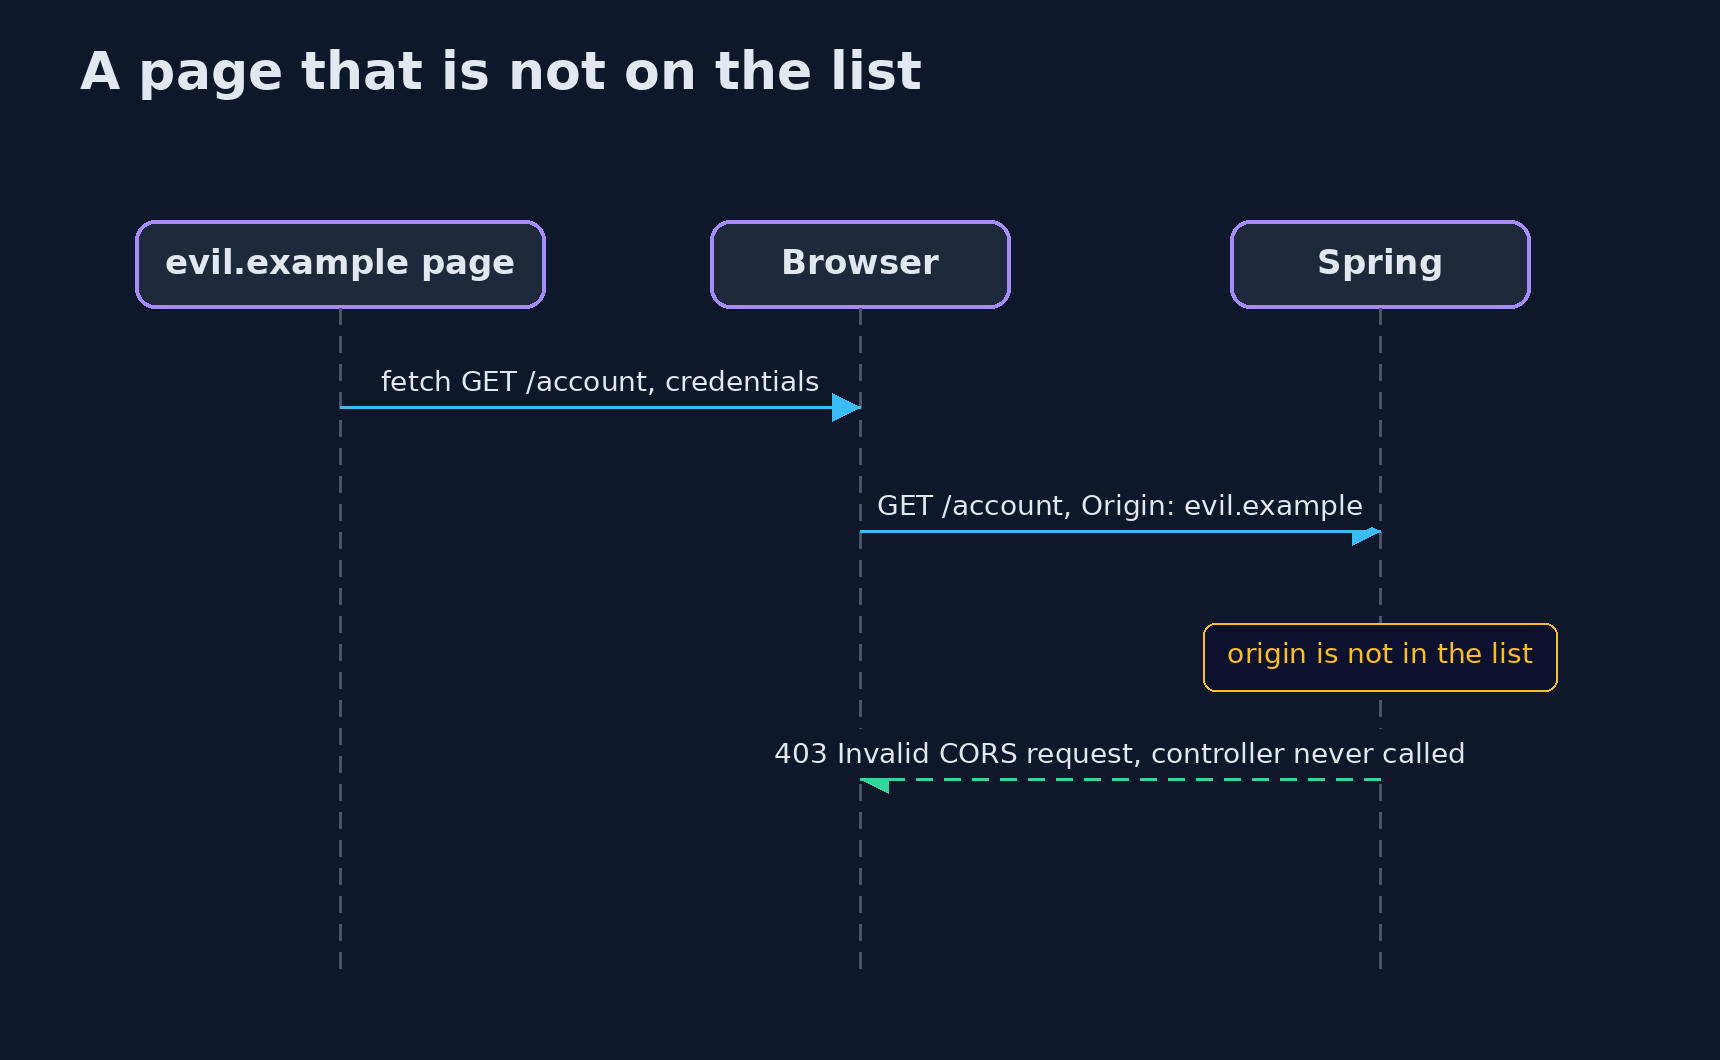 A page that is not on the list
evil.example page
Browser
Spring
fetch GET /account, credentials
GET /account, Origin: evil.example
origin is not in the list
403 Invalid CORS request, controller never called